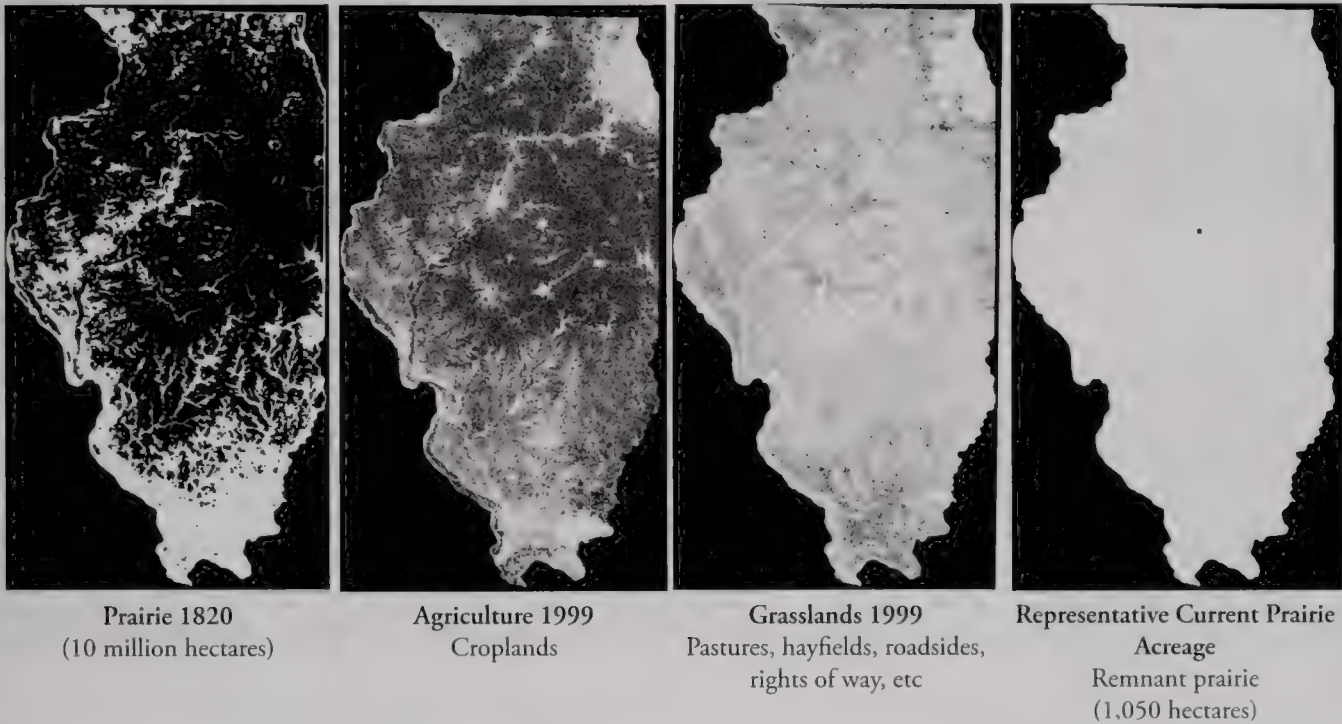 Prairie 1820
(10 million hectares)
Agriculture 1999
Croplands
Grasslands 1999
Pastures, hayfields, roadsides,
rights of way, etc
Representative Current Prairie
Acreage
Remnant prairie
(1,050 hectares)